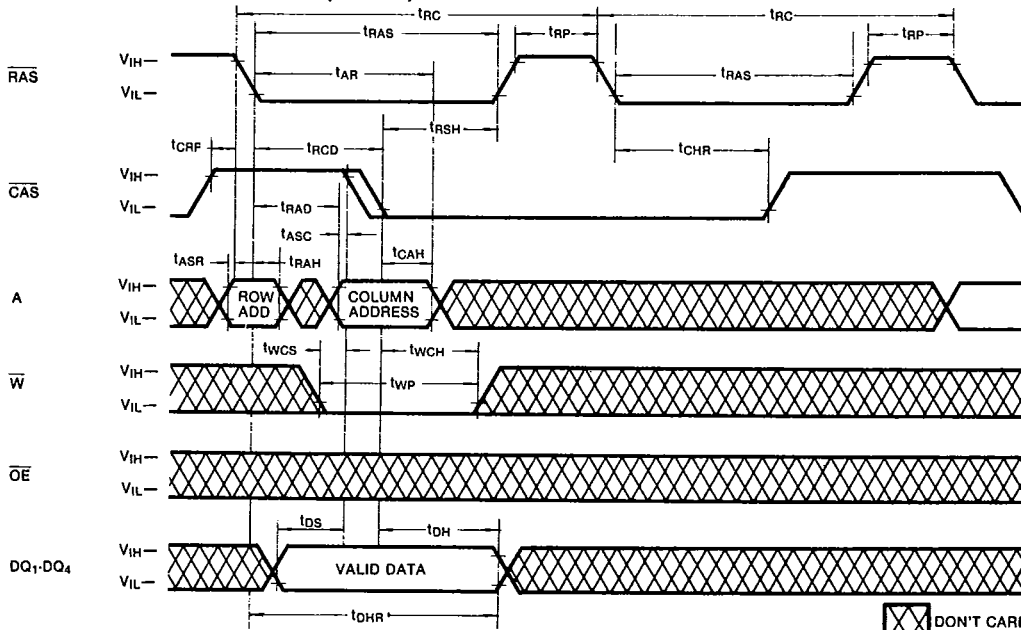 tRC tRC
tRAS tRP tRP
RAS VIH— tAR tRAS
VIL—
tRSH
tCRP tRCD tCHR
CAS VIH—
VIL— tRAD
tASC
tASR tRAH tCAH
A VIH— ROW ADD COLUMN ADDRESS
VIL—
tWCS tWCH
W VIH— tWP
VIL—
OE VIH—
VIL—
tDS tDH
DQ1-DQ4 VIH— VALID DATA
VIL—
tDHR
DON'T CARE